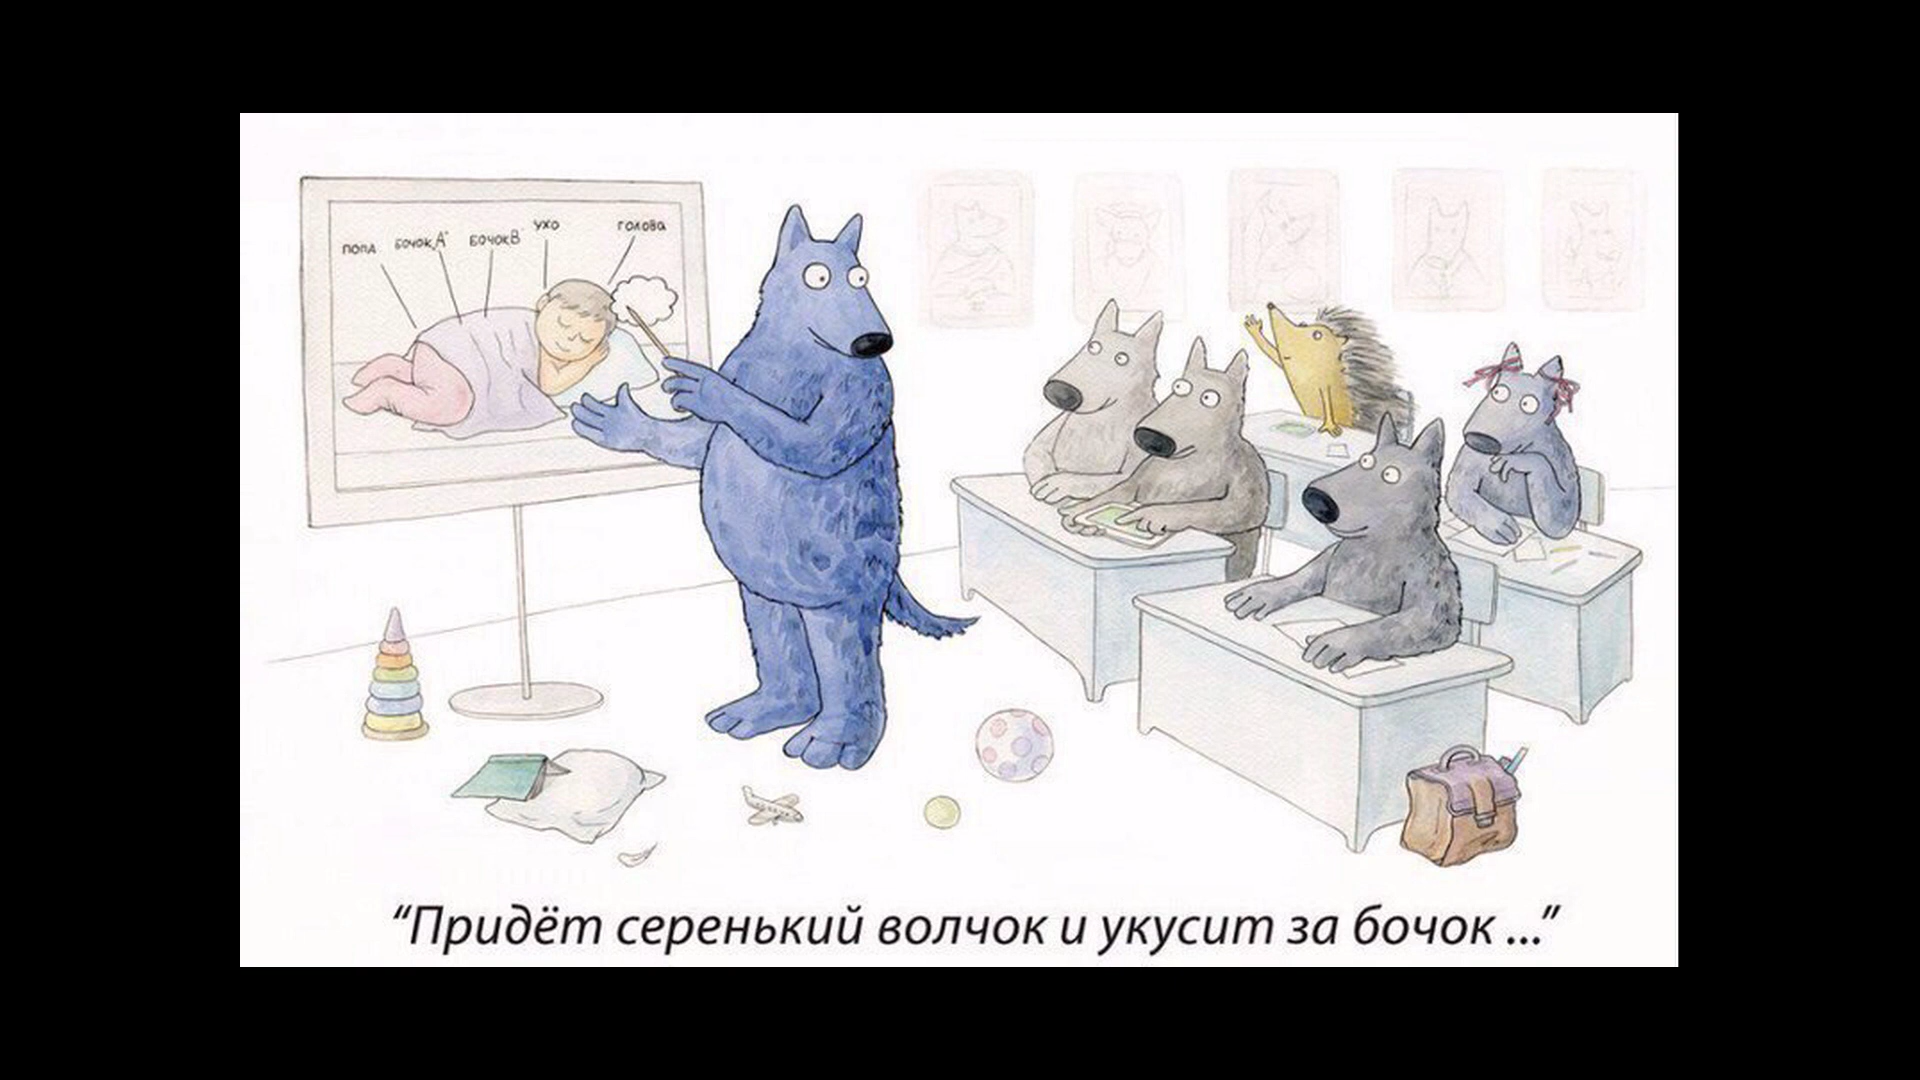 попа бочок„А" бочок В ухо голова
“Придёт серенький волчок и укусит за бочок ...”